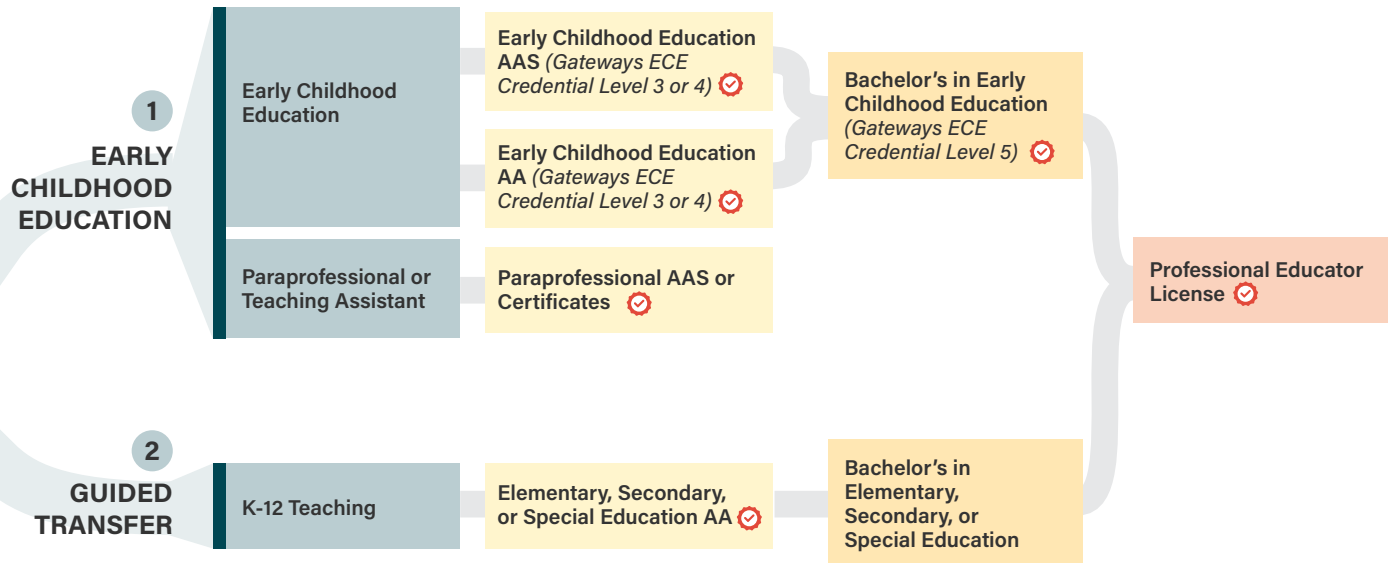 1
EARLY
CHILDHOOD
EDUCATION
Early Childhood
Education
Early Childhood Education
AAS (Gateways ECE
Credential Level 3 or 4)
Early Childhood Education
AA (Gateways ECE
Credential Level 3 or 4)
Bachelor's in Early
Childhood Education
(Gateways ECE
Credential Level 5)
Paraprofessional or
Teaching Assistant
Paraprofessional AAS or
Certificates
Professional Educator
License
2
GUIDED
TRANSFER
K-12 Teaching
Elementary, Secondary,
or Special Education AA
Bachelor's in
Elementary,
Secondary, or
Special Education